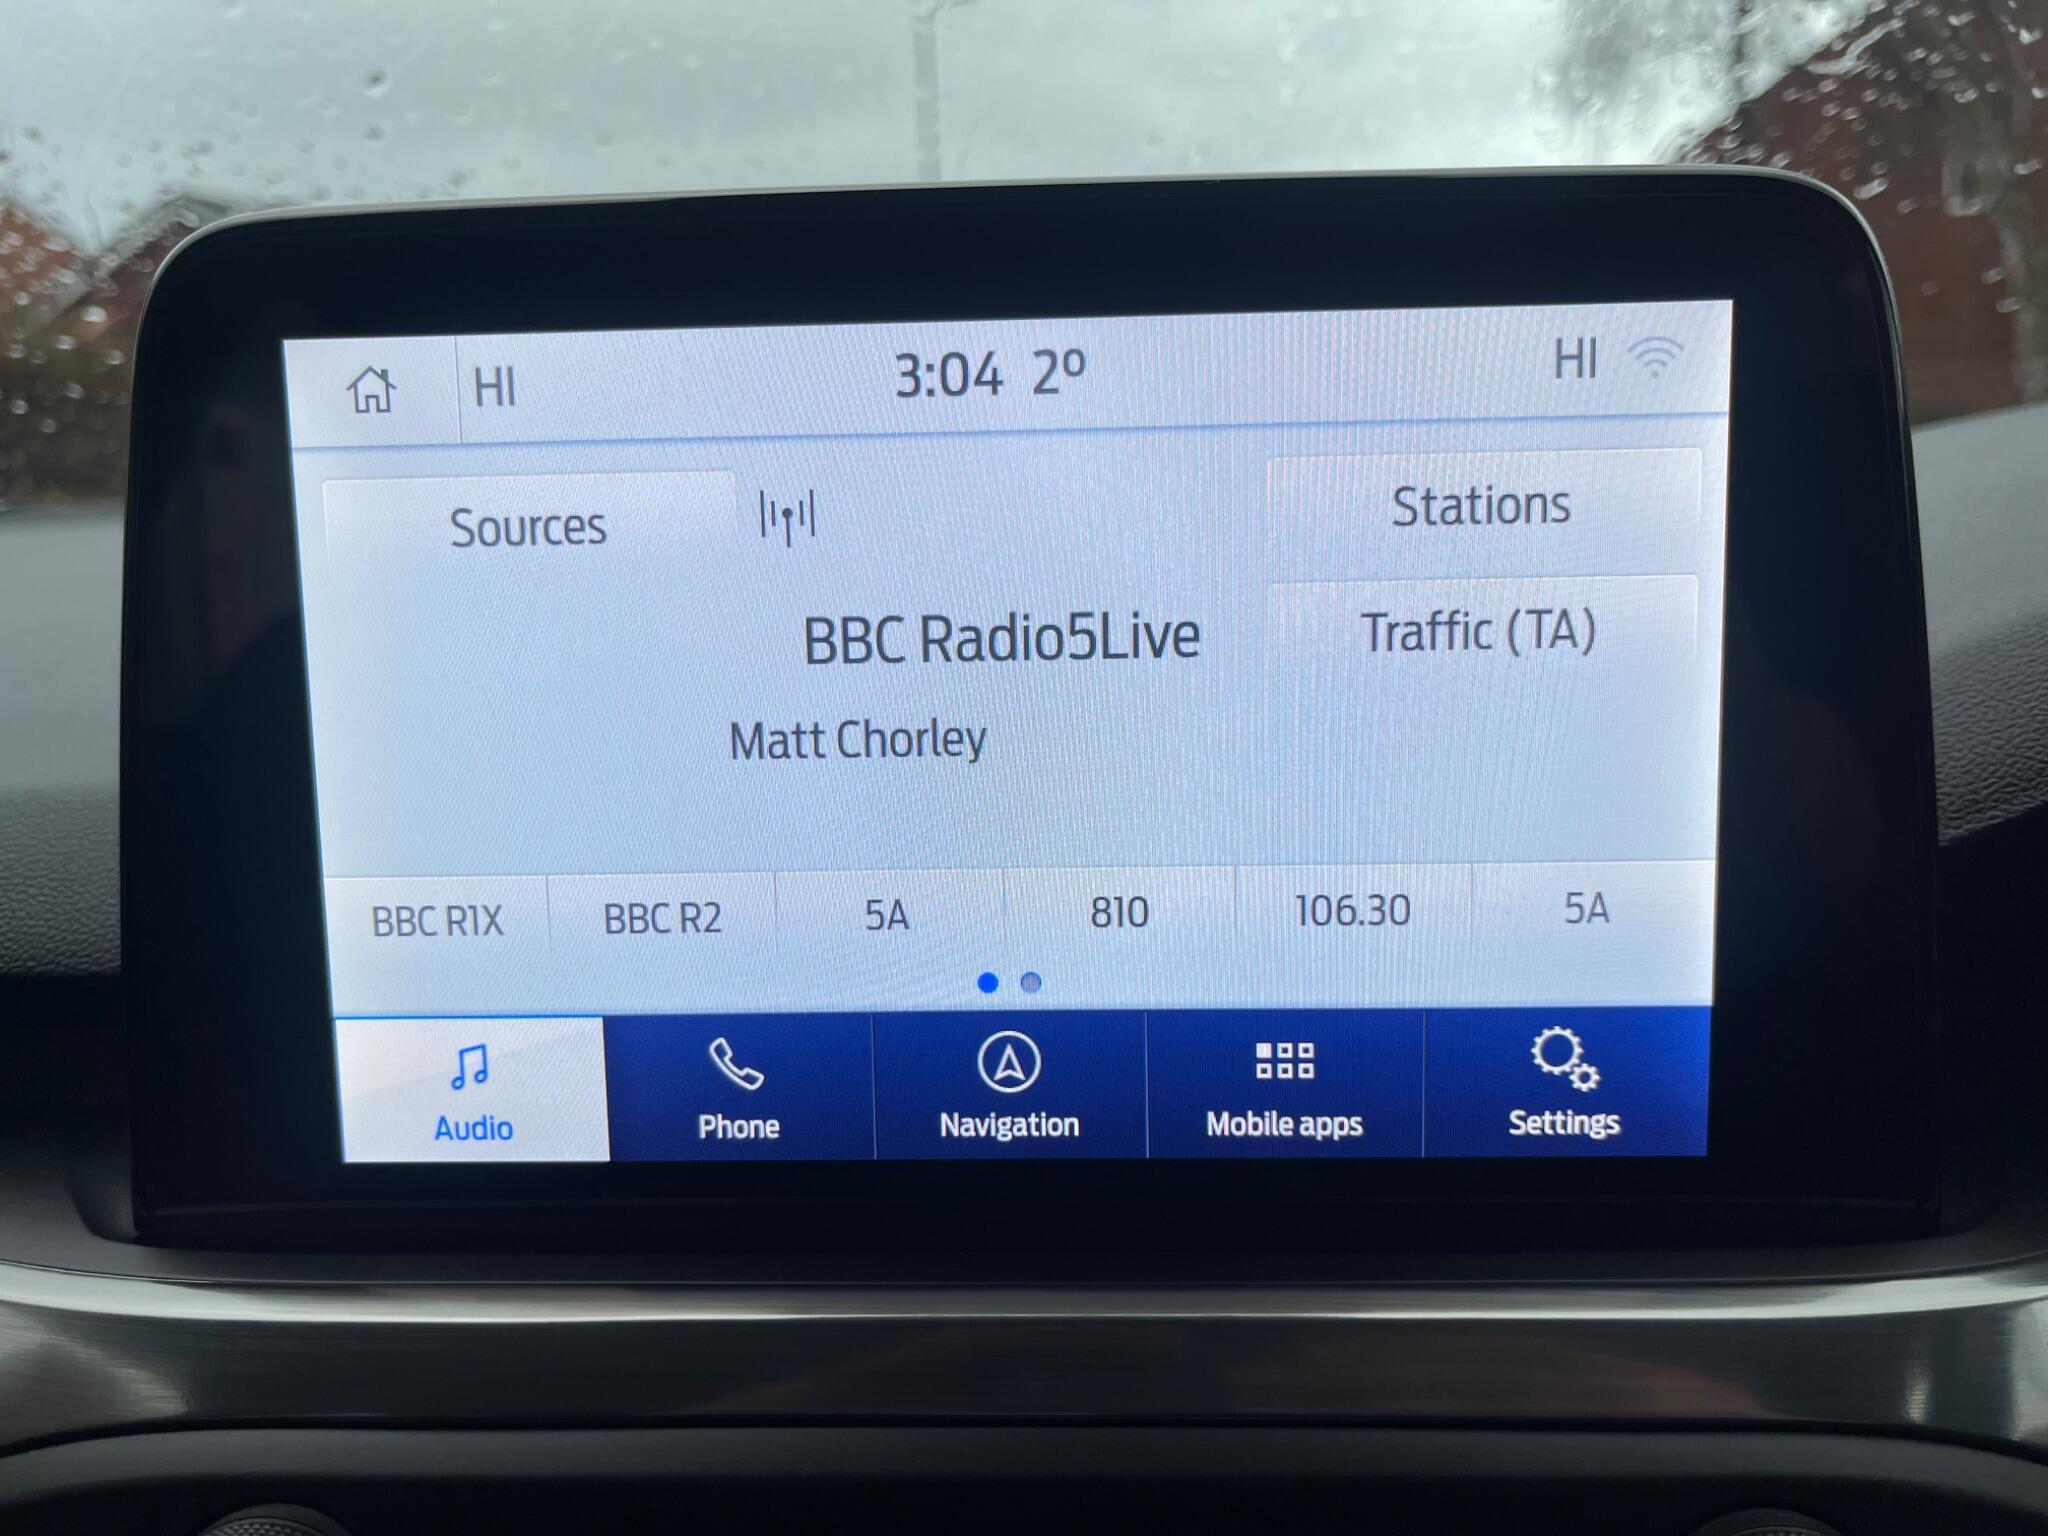 HI 3:04 2º HI
Sources Stations
BBC Radio5Live Traffic (TA)
Matt Chorley
BBC R1X BBC R2 5A 810 106.30 5A
Audio Phone Navigation Mobile apps Settings